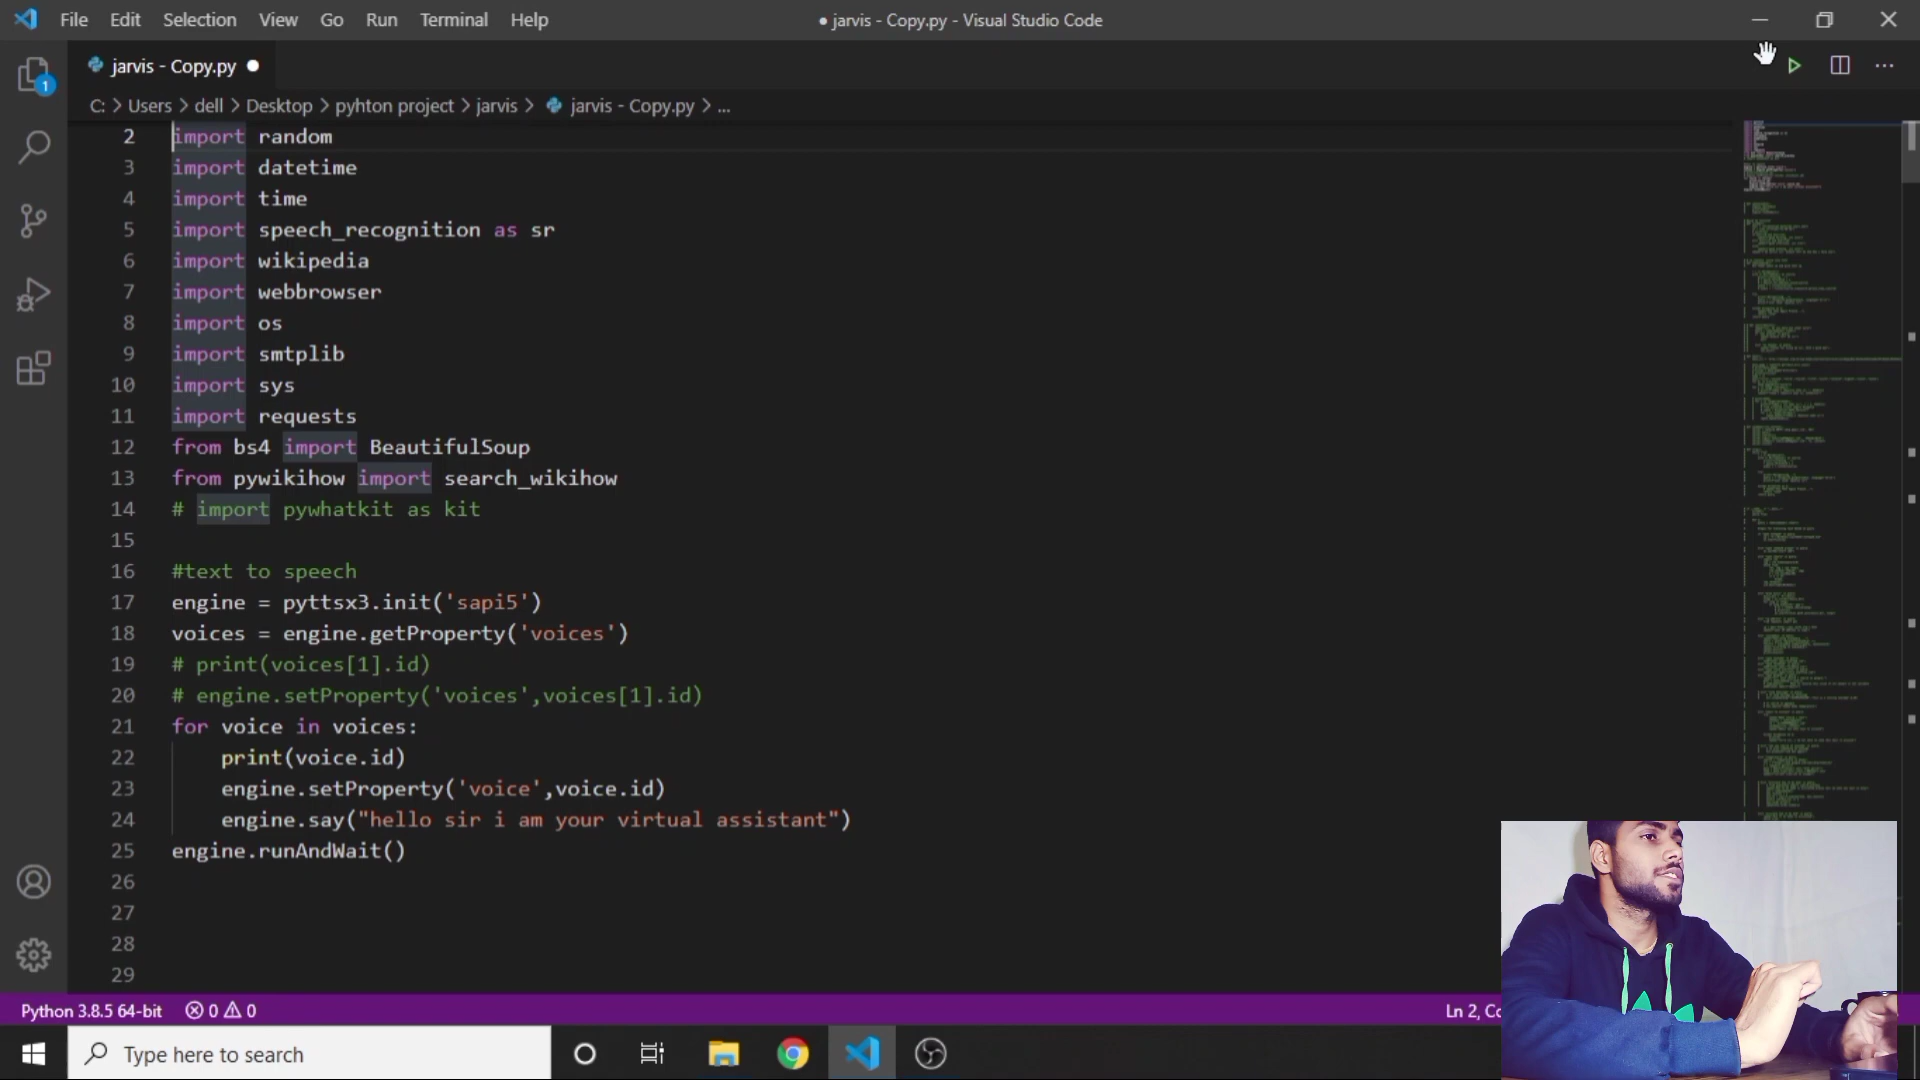 File Edit Selection View Go Run Terminal Help
● jarvis - Copy.py - Visual Studio Code
1
jarvis - Copy.py ●
C: > Users > dell > Desktop > pyhton project > jarvis > jarvis - Copy.py > ...
2 import random
3 import datetime
4 import time
5 import speech_recognition as sr
6 import wikipedia
7 import webbrowser
8 import os
9 import smtplib
10 import sys
11 import requests
12 from bs4 import BeautifulSoup
13 from pywikihow import search_wikihow
14 # import pywhatkit as kit
15
16 #text to speech
17 engine = pyttsx3.init('sapi5')
18 voices = engine.getProperty('voices')
19 # print(voices[1].id)
20 # engine.setProperty('voices',voices[1].id)
21 for voice in voices:
22 print(voice.id)
23 engine.setProperty('voice',voice.id)
24 engine.say("hello sir i am your virtual assistant")
25 engine.runAndWait()
26
27
28
29
Python 3.8.5 64-bit 0 0 Ln 2,
Type here to search